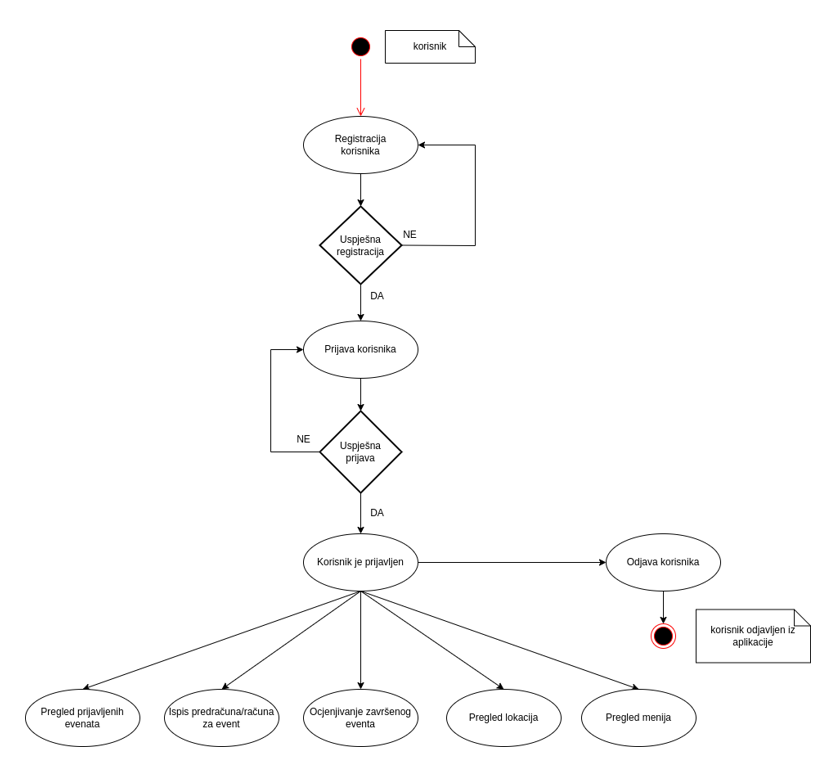 korisnik
Registracija
korisnika
Uspješna
registracija
NE
DA
Prijava korisnika
NE
Uspješna
prijava
DA
Korisnik je prijavljen
Odjava korisnika
korisnik odjavljen iz
aplikacije
Pregled prijavljenih
evenata
Ispis predračuna/računa
za event
Ocjenjivanje završenog
eventa
Pregled lokacija
Pregled menija